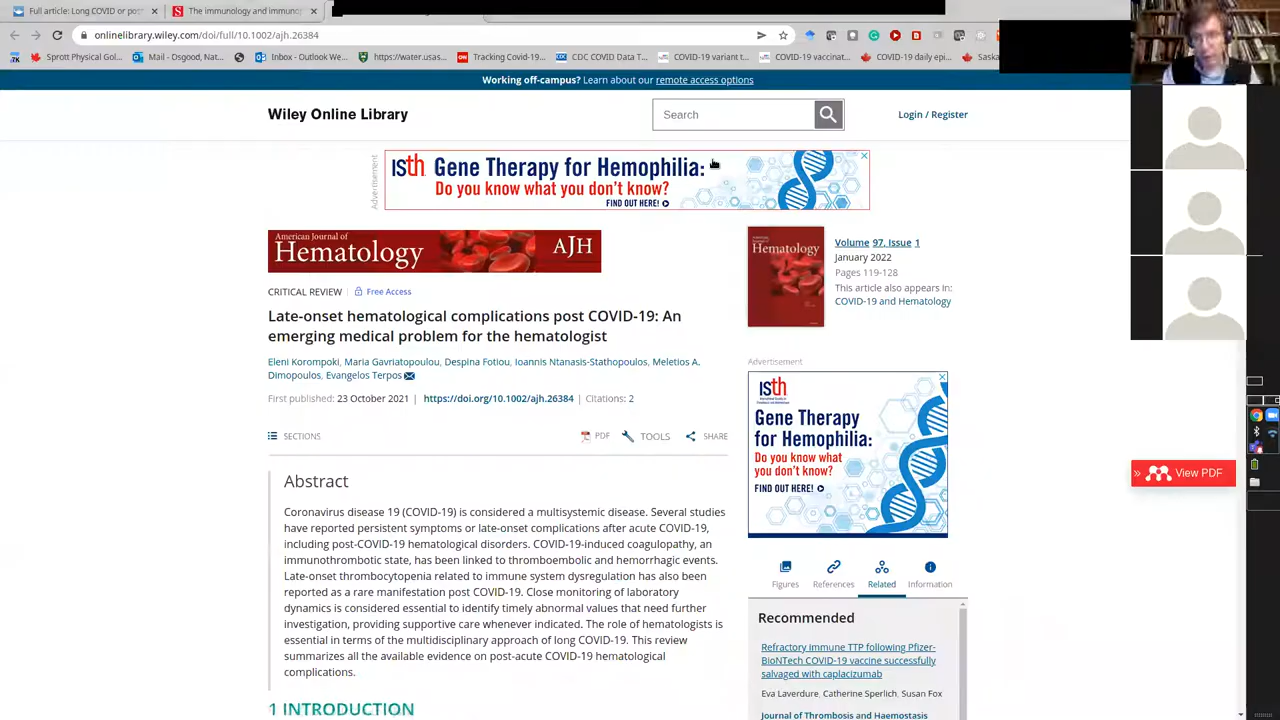 Full article: Long COVID or post
The immunology and immuno
onlinelibrary.wiley.com/doi/full/10.1002/ajh.26384
Sprott Physical Gol...
Mail - Osgood, Nat...
Inbox - Outlook We...
https://water.usas...
Tracking Covid-19...
CDC COVID Data T...
COVID-19 variant t...
COVID-19 vaccinat...
COVID-19 daily epi...
Saska
Working off-campus? Learn about our remote access options
Wiley Online Library
Search
Login / Register
Advertisement
isth Gene Therapy for Hemophilia:
Do you know what you don't know?
FIND OUT HERE!
American Journal of
Hematology
AJH
Hematology
Volume 97, Issue 1
January 2022
Pages 119-128
This article also appears in:
COVID-19 and Hematology
CRITICAL REVIEW
Free Access
Late-onset hematological complications post COVID-19: An
emerging medical problem for the hematologist
Eleni Korompoki, Maria Gavriatopoulou, Despina Fotiou, Ioannis Ntanasis-Stathopoulos, Meletios A.
Dimopoulos, Evangelos Terpos
First published: 23 October 2021 | https://doi.org/10.1002/ajh.26384 | Citations: 2
SECTIONS
PDF
TOOLS
SHARE
Advertisement
isth
Gene Therapy
for Hemophilia:
Do you know what
you don't know?
FIND OUT HERE!
View PDF
Abstract
Coronavirus disease 19 (COVID-19) is considered a multisystemic disease. Several studies
have reported persistent symptoms or late-onset complications after acute COVID-19,
including post-COVID-19 hematological disorders. COVID-19-induced coagulopathy, an
immunothrombotic state, has been linked to thromboembolic and hemorrhagic events.
Late-onset thrombocytopenia related to immune system dysregulation has also been
reported as a rare manifestation post COVID-19. Close monitoring of laboratory
dynamics is considered essential to identify timely abnormal values that need further
investigation, providing supportive care whenever indicated. The role of hematologists is
essential in terms of the multidisciplinary approach of long COVID-19. This review
summarizes all the available evidence on post-acute COVID-19 hematological
complications.
1 INTRODUCTION
Figures
References
Related
Information
Recommended
Refractory immune TTP following Pfizer-
BioNTech COVID-19 vaccine successfully
salvaged with caplacizumab
Eva Laverdure, Catherine Sperlich, Susan Fox
Journal of Thrombosis and Haemostasis